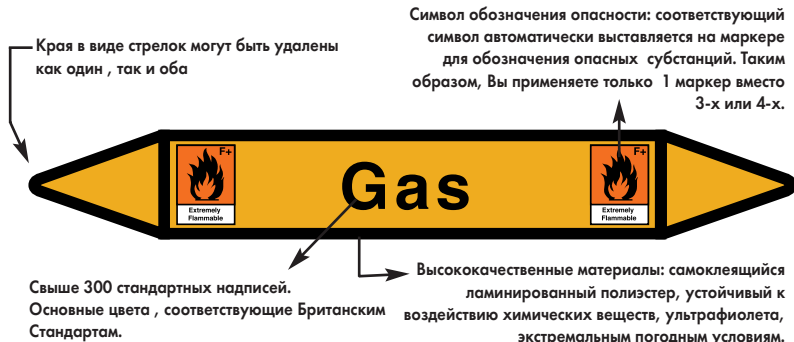 Символ обозначения опасности: соответствующий
символ автоматически выставляется на маркере
для обозначения опасных субстанций. Таким
образом, Вы применяете только 1 маркер вместо
3-х или 4-х.
Края в виде стрелок могут быть удалены
как один , так и оба
F+
Extremely
Flammable
Gas
F+
Extremely
Flammable
Свыше 300 стандартных надписей.
Основные цвета , соответствующие Британским
Стандартам.
Высококачественные материалы: самоклеящийся
ламинированный полиэстер, устойчивый к
воздействию химических веществ, ультрафиолета,
экстремальным погодным условиям.